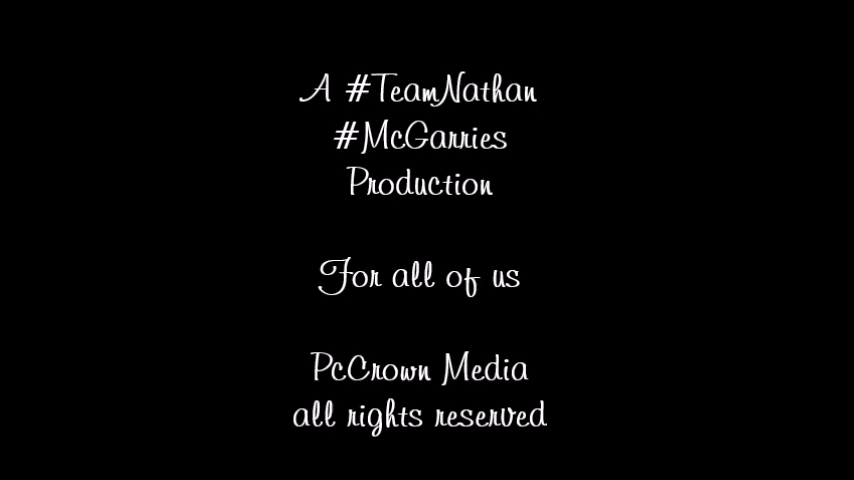 A #TeamNathan
#McGarries
Production
For all of us
PcCrown Media
all rights reserved